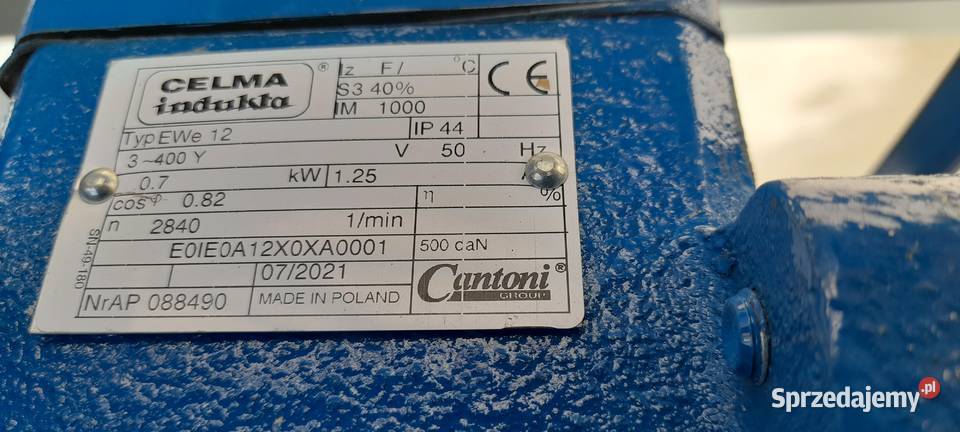 CELMA ®
indukta
Iz F/ °C
S3 40%
IM 1000
CE
Typ EWe 12 IP 44
3~400 Y V 50 Hz
0.7 kW 1.25
cosφ 0.82 η %
n 2840 1/min
E0IE0A12X0XA0001 500 caN
07/2021
NrAP 088490 MADE IN POLAND
Cantoni ®
GROUP
SN-49-180
Sprzedajemy.pl